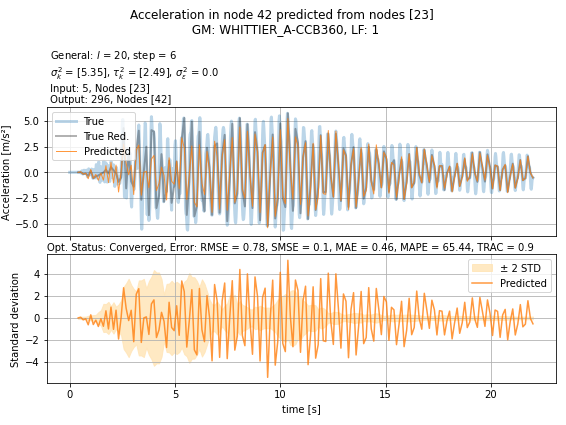 Acceleration in node 42 predicted from nodes [23]
GM: WHITTIER_A-CCB360, LF: 1
General: l = 20, step = 6
σ²ₖ = [5.35], τ²ₖ = [2.49], σ²ε = 0.0
Input: 5, Nodes [23]
Output: 296, Nodes [42]
5.0
2.5
0.0
−2.5
−5.0
Acceleration [m/s²]
True
True Red.
Predicted
Opt. Status: Converged, Error: RMSE = 0.78, SMSE = 0.1, MAE = 0.46, MAPE = 65.44, TRAC = 0.9
4
2
0
−2
−4
Standard deviation
± 2 STD
Predicted
0 5 10 15 20
time [s]